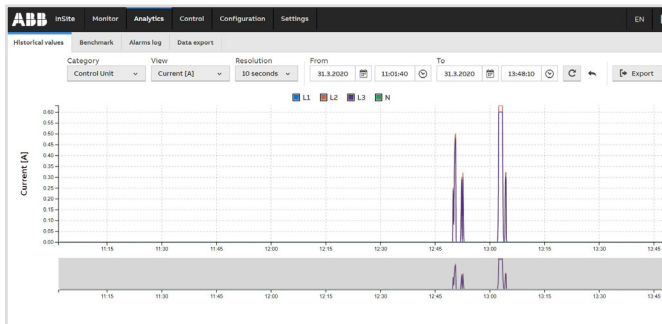 ABB InSite Monitor Analytics Control Configuration Settings EN
Historical values Benchmark Alarms log Data export
Category View Resolution From To
Control Unit Current [A] 10 seconds 31.3.2020 11:01:40 31.3.2020 13:48:10 Export
L1 L2 L3 N
Current [A]
0.60
0.55
0.50
0.45
0.40
0.35
0.30
0.25
0.20
0.15
0.10
0.05
0.00
11:15 11:30 11:45 12:00 12:15 12:30 12:45 13:00 13:15 13:30 13:45
11:15 11:30 11:45 12:00 12:15 12:30 12:45 13:00 13:15 13:30 13:45